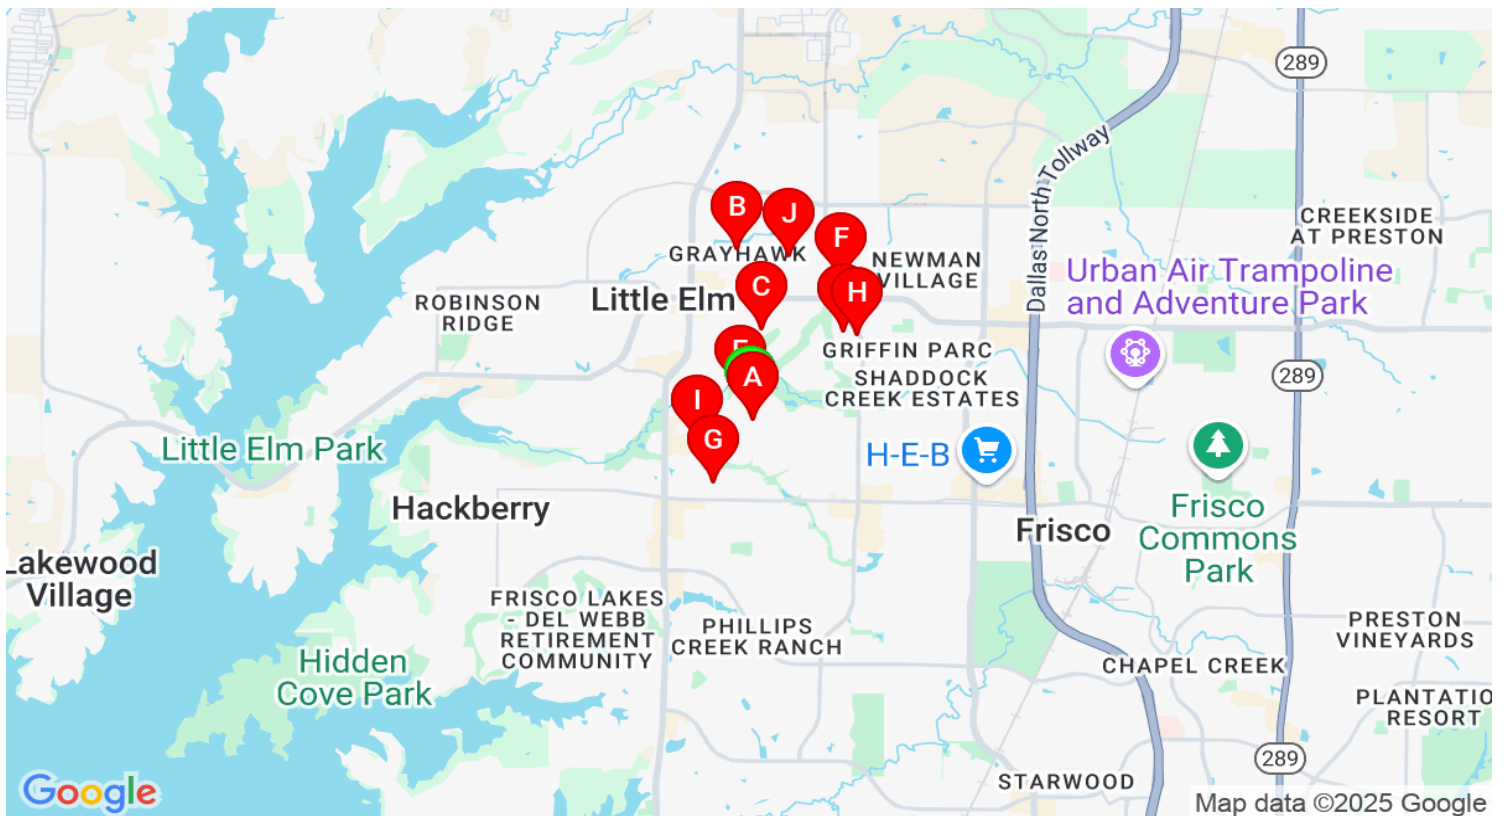 289
Dallas North Tollway
CREEKSIDE
AT PRESTON
B
J
F
GRAYHAWK
NEWMAN
VILLAGE
Urban Air Trampoline
and Adventure Park
C
H
Little Elm
ROBINSON
RIDGE
GRIFFIN PARC
SHADDOCK
CREEK ESTATES
289
A
I
G
Little Elm Park
H-E-B
Hackberry
Frisco
Commons
Park
Frisco
Lakewood
Village
FRISCO LAKES
- DEL WEBB
RETIREMENT
COMMUNITY
PHILLIPS
CREEK RANCH
PRESTON
VINEYARDS
Hidden
Cove Park
CHAPEL CREEK
PLANTATIO
RESORT
289
STARWOOD
Google
Map data ©2025 Google